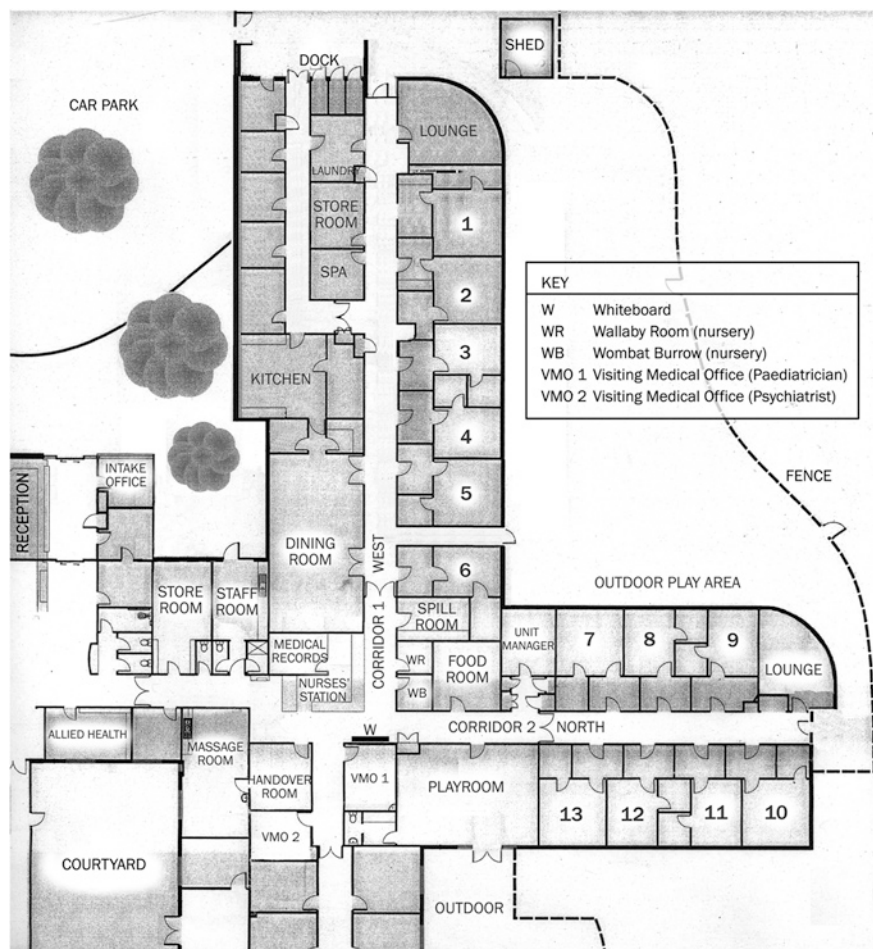 SHED
DOCK
CAR PARK
LOUNGE
LAUNDRY
STORE
ROOM
SPA
1
2
3
4
5
6
KEY
W Whiteboard
WR Wallaby Room (nursery)
WB Wombat Burrow (nursery)
VMO 1 Visiting Medical Office (Paediatrician)
VMO 2 Visiting Medical Office (Psychiatrist)
KITCHEN
INTAKE
OFFICE
RECEPTION
FENCE
DINING
ROOM
WEST
CORRIDOR 1
STORE
ROOM
STAFF
ROOM
OUTDOOR PLAY AREA
SPILL
ROOM
UNIT
MANAGER
7
8
9
LOUNGE
MEDICAL
RECORDS
NURSES'
STATION
WR
WB
FOOD
ROOM
ALLIED HEALTH
MASSAGE
ROOM
W
CORRIDOR 2 NORTH
HANDOVER
ROOM
VMO 1
PLAYROOM
13
12
11
10
VMO 2
COURTYARD
OUTDOOR